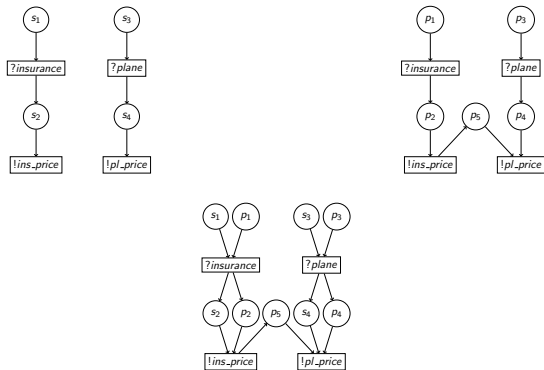 s1 s3 p1 p3
?insurance ?plane ?insurance ?plane
s2 s4 p2 p5 p4
!ins_price !pl_price !ins_price !pl_price
s1 p1 s3 p3
?insurance ?plane
s2 p2 p5 s4 p4
!ins_price !pl_price